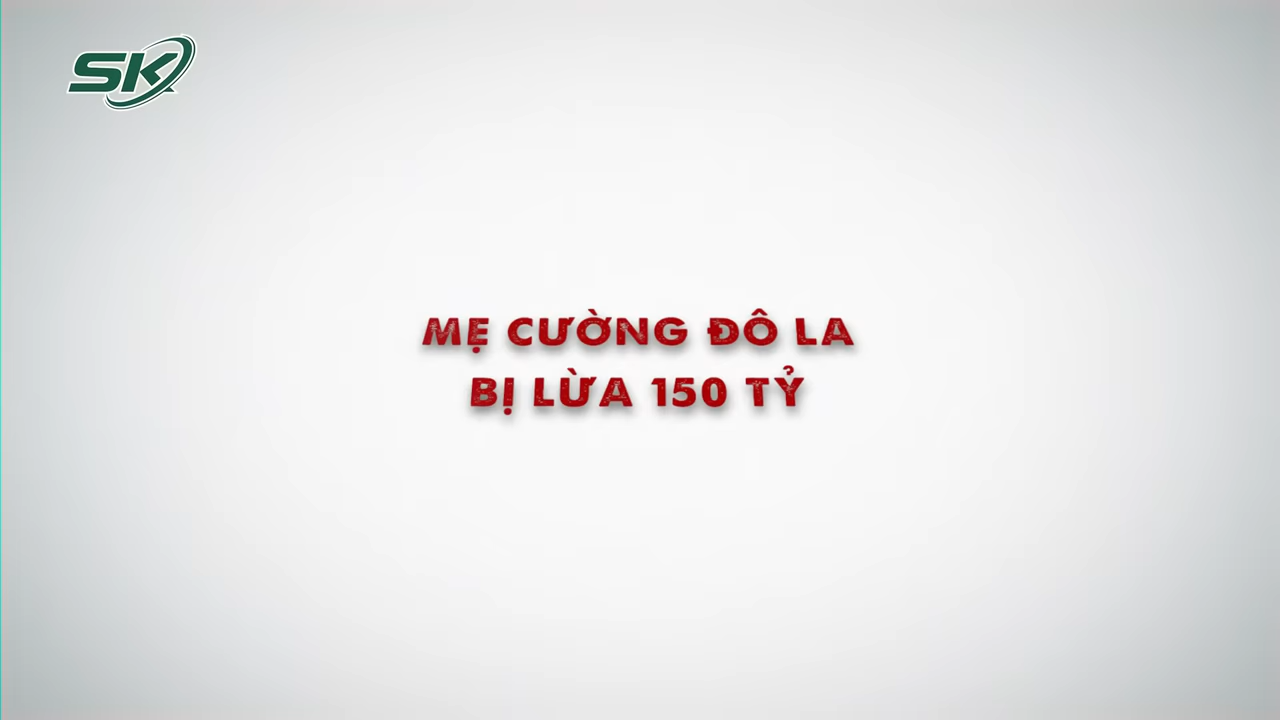 SK
MẸ CƯỜNG ĐÔ LA
BỊ LỪA 150 TỶ